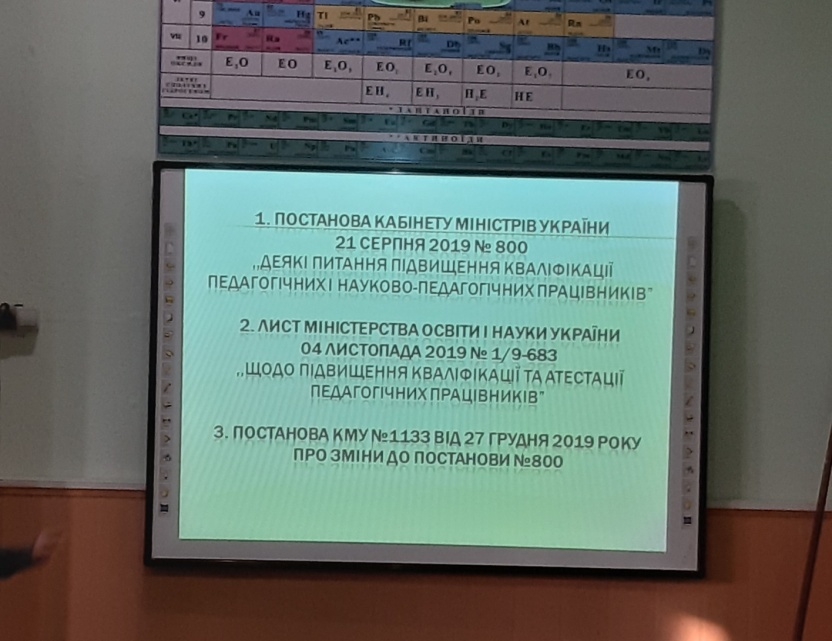 9 Au Hg Tl Pb Bi Po At Rn
VII 10 Fr Ra Ac** Rf Db Sg Bh Hs Mt Ds
E₂O EO E₂O₃ EO₂ E₂O₅ EO₃ E₂O₇ EO₄
EH₄ EH₃ H₂E HE
*ЛАНТАНОЇДИ
**АКТИНОЇДИ
1. ПОСТАНОВА КАБІНЕТУ МІНІСТРІВ УКРАЇНИ
21 СЕРПНЯ 2019 № 800
„ДЕЯКІ ПИТАННЯ ПІДВИЩЕННЯ КВАЛІФІКАЦІЇ
ПЕДАГОГІЧНИХ І НАУКОВО-ПЕДАГОГІЧНИХ ПРАЦІВНИКІВ”
2. ЛИСТ МІНІСТЕРСТВА ОСВІТИ І НАУКИ УКРАЇНИ
04 ЛИСТОПАДА 2019 № 1/9-683
„ЩОДО ПІДВИЩЕННЯ КВАЛІФІКАЦІЇ ТА АТЕСТАЦІЇ
ПЕДАГОГІЧНИХ ПРАЦІВНИКІВ”
3. ПОСТАНОВА КМУ №1133 ВІД 27 ГРУДНЯ 2019 РОКУ
ПРО ЗМІНИ ДО ПОСТАНОВИ №800